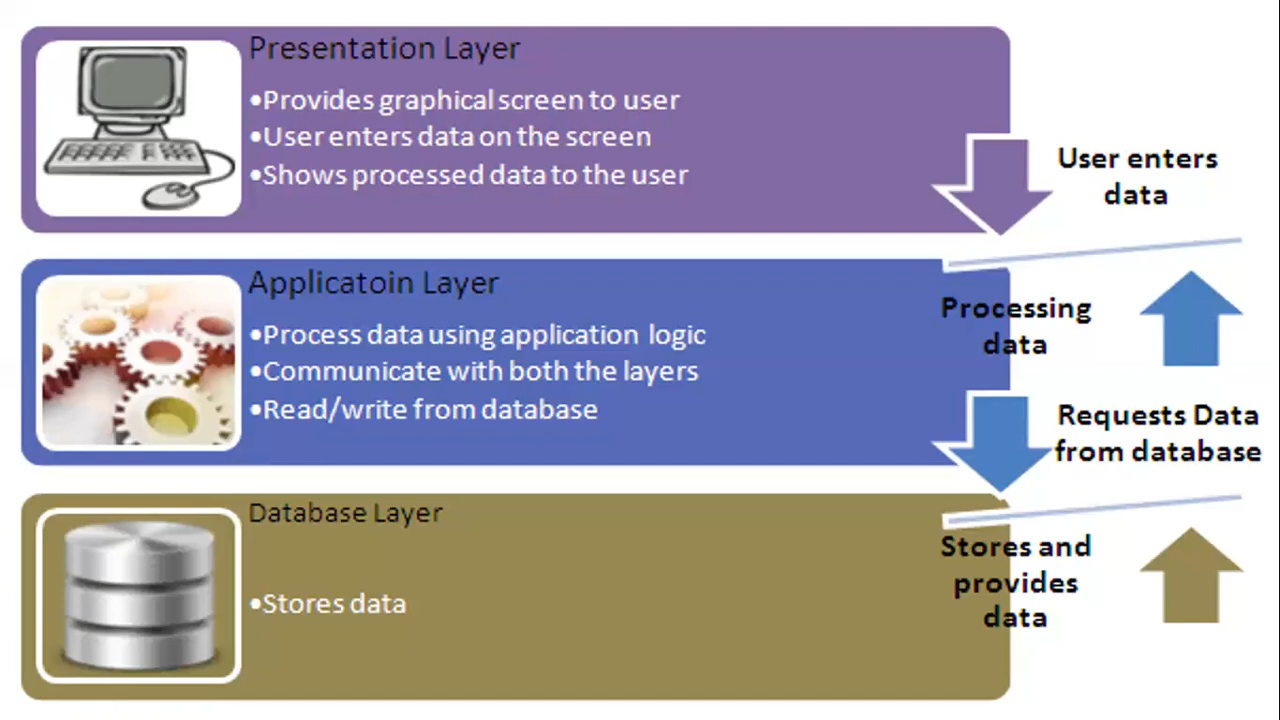 Presentation Layer
•Provides graphical screen to user
•User enters data on the screen
•Shows processed data to the user
User enters
data
Applicatoin Layer
•Process data using application logic
•Communicate with both the layers
•Read/write from database
Processing
data
Requests Data
from database
Database Layer
•Stores data
Stores and
provides
data